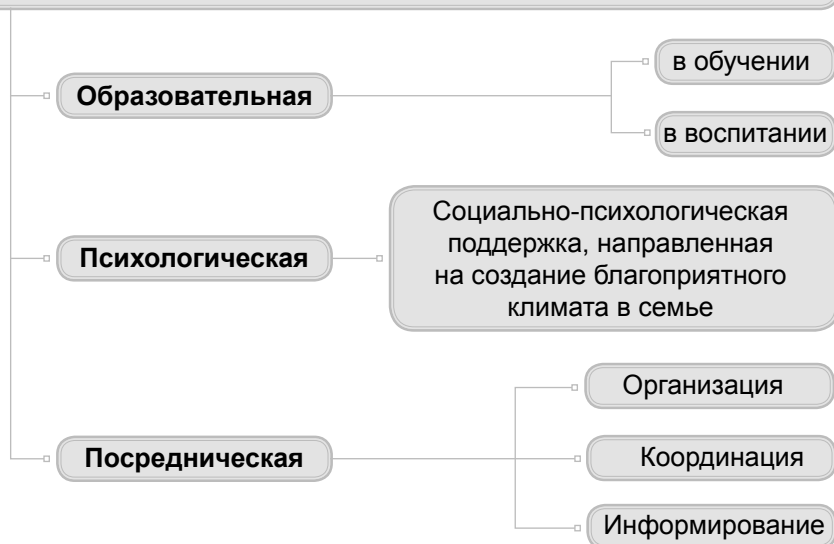 Образовательная
в обучении
в воспитании
Психологическая
Социально-психологическая
поддержка, направленная
на создание благоприятного
климата в семье
Посредническая
Организация
Координация
Информирование